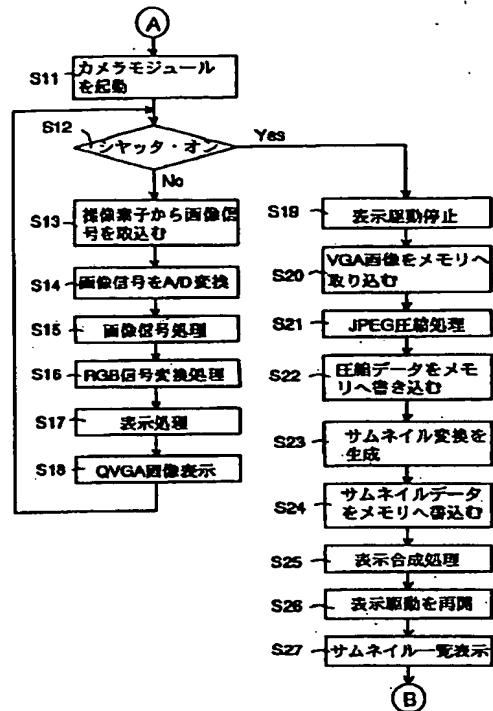 A
S11
カメラモジュール
を起動
S12
シヤッタ・オン
Yes
No
S13
撮像素子から画像信
号を取込む
S14
画像信号をA/D変換
S15
画像信号処理
S16
RGB信号変換処理
S17
表示処理
S18
QVGA画像表示
S19
表示駆動停止
S20
VGA画像をメモリへ
取り込む
S21
JPEG圧縮処理
S22
圧縮データをメモ
リへ書き込む
S23
サムネイル変換を
生成
S24
サムネイルデータ
をメモリへ書込む
S25
表示合成処理
S26
表示駆動を再開
S27
サムネイル一覧表示
B